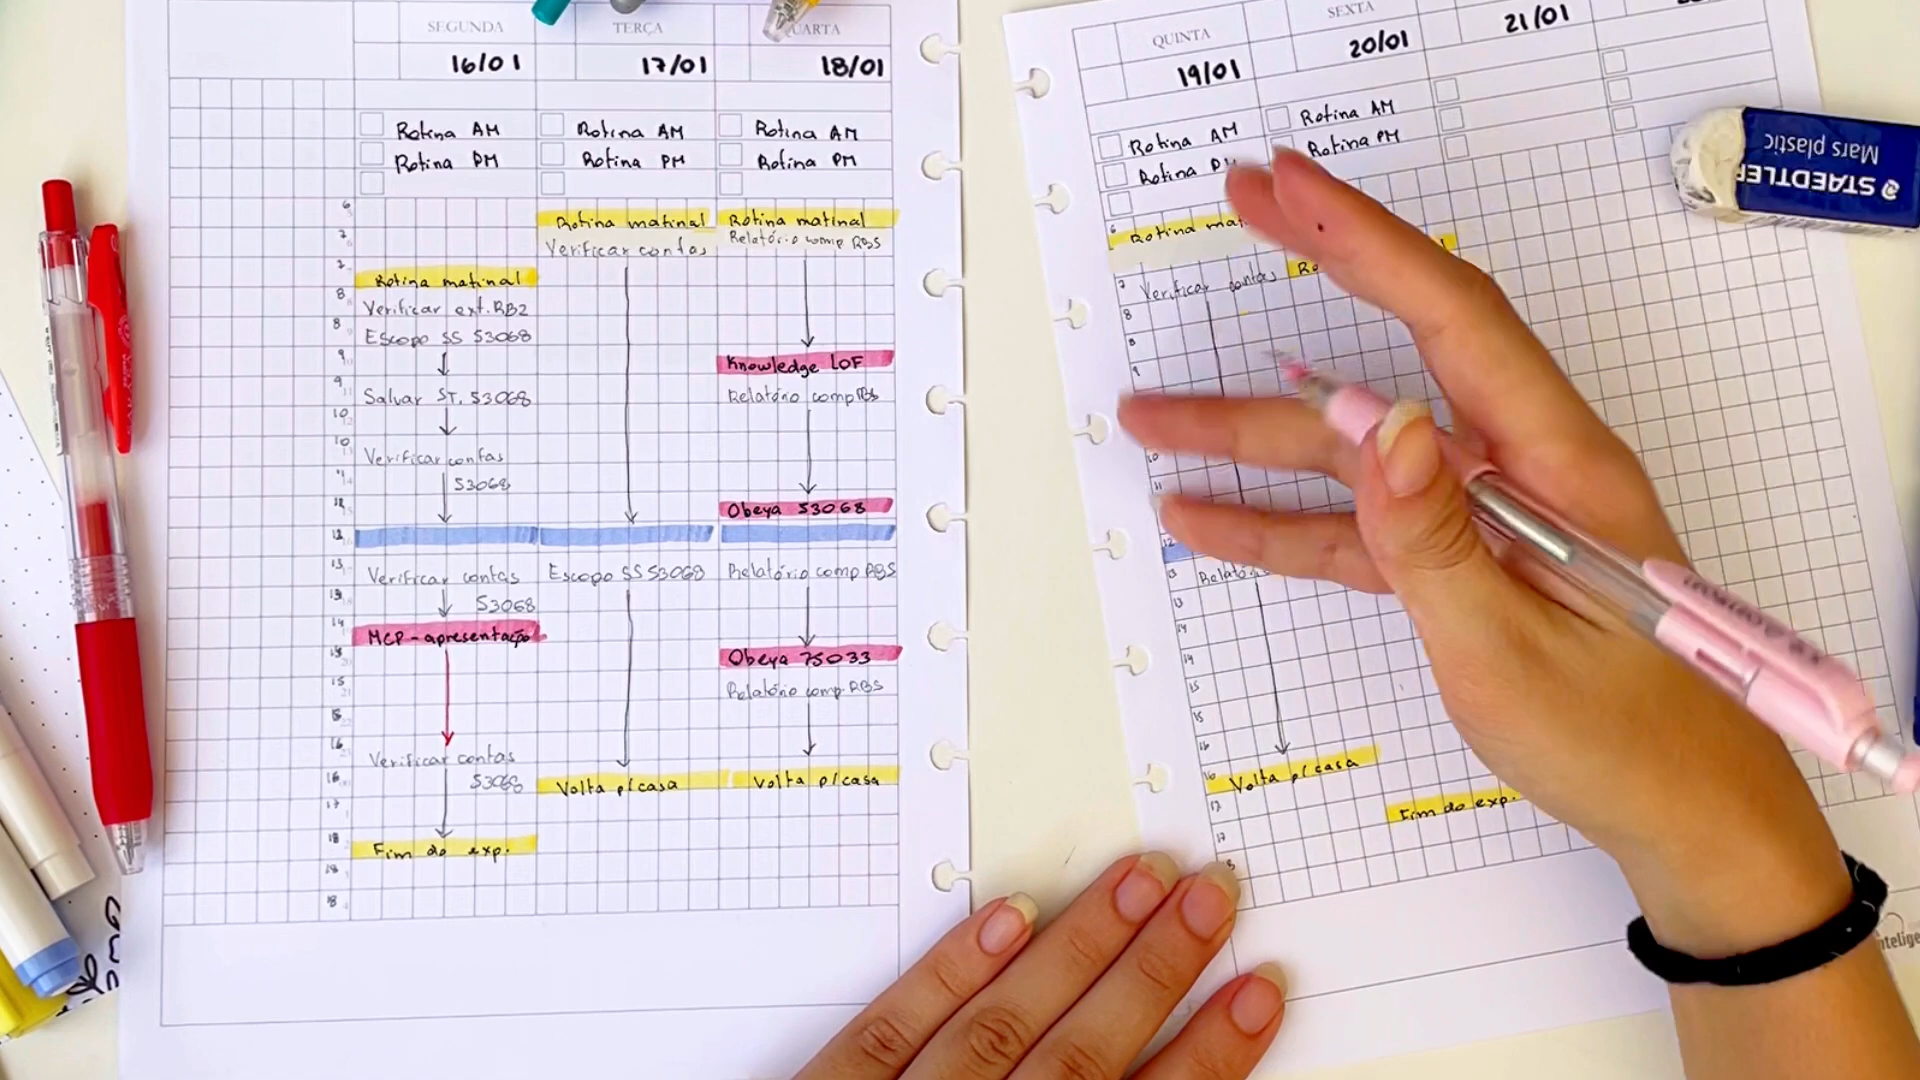 SEGUNDA
16/01
Rotina AM
Rotina PM
Rotina matinal
Verificar ext. RB2
Escopo SS 53068
Salvar ST. 53068
Verificar contas
53068
Verificar contas
53068
MCP - apresentação
Verificar contas
53068
Fim do exp.
TERÇA
17/01
Rotina AM
Rotina PM
Rotina matinal
Verificar contas
Escopo SS 53068
Volta p/ casa
QUARTA
18/01
Rotina AM
Rotina PM
Rotina matinal
Relatório comp RBS
Knowledge LOF
Relatório comp RBS
Obeya 53068
Relatório comp RBS
Obeya 75033
Relatório comp RBS
Volta p/ casa
QUINTA
19/01
Rotina AM
Rotina
Rotina
Verificar contas
Volta p/ casa
SEXTA
20/01
Rotina AM
Rotina PM
Fim do exp.
21/01
STAEDTLER
Mars plastic